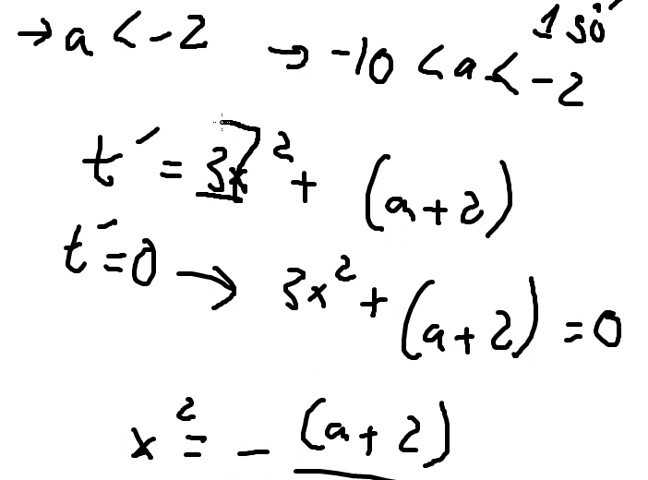 → a < -2 → -10 < a < -2 1 số
t' = 3x² + (a+2)
t' = 0 → 3x² + (a+2) = 0
x² = - (a+2)